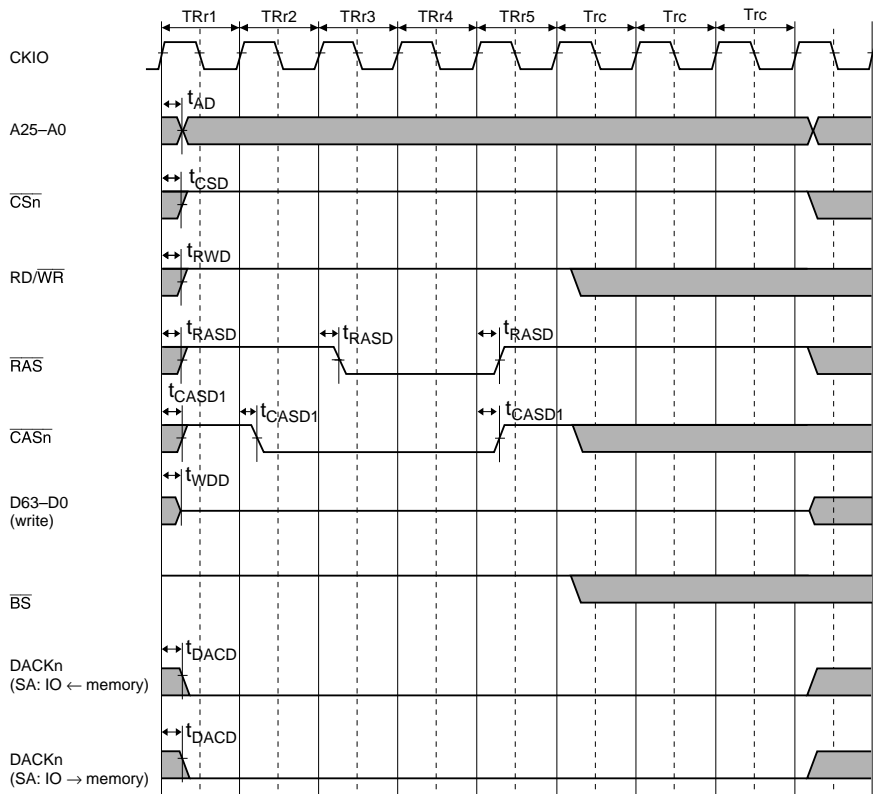 TRr1 TRr2 TRr3 TRr4 TRr5 Trc Trc Trc
CKIO
tAD
A25–A0
tCSD
CSn
tRWD
RD/WR
tRASD tRASD tRASD
RAS
tCASD1 tCASD1 tCASD1
CASn
tWDD
D63–D0
(write)
BS
tDACD
DACKn
(SA: IO ← memory)
tDACD
DACKn
(SA: IO → memory)